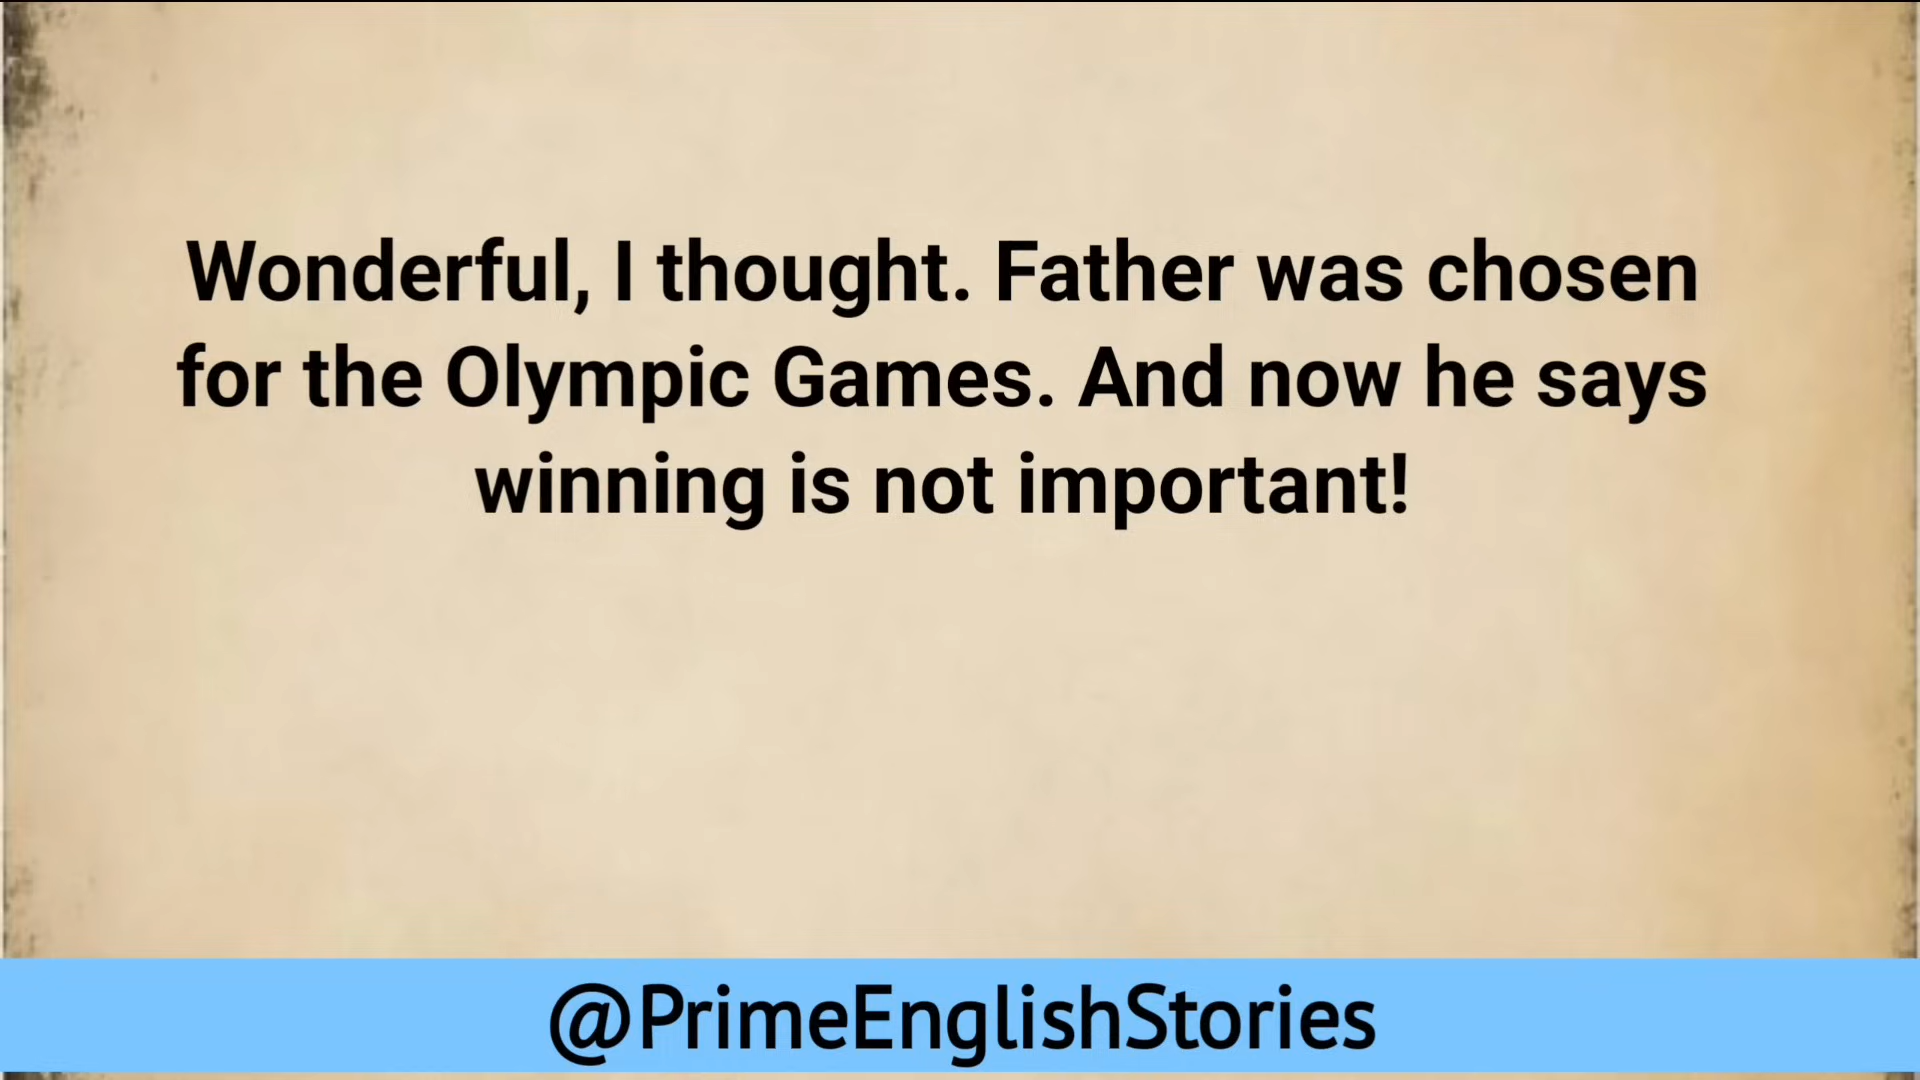 Wonderful, I thought. Father was chosen
for the Olympic Games. And now he says
winning is not important!
@PrimeEnglishStories